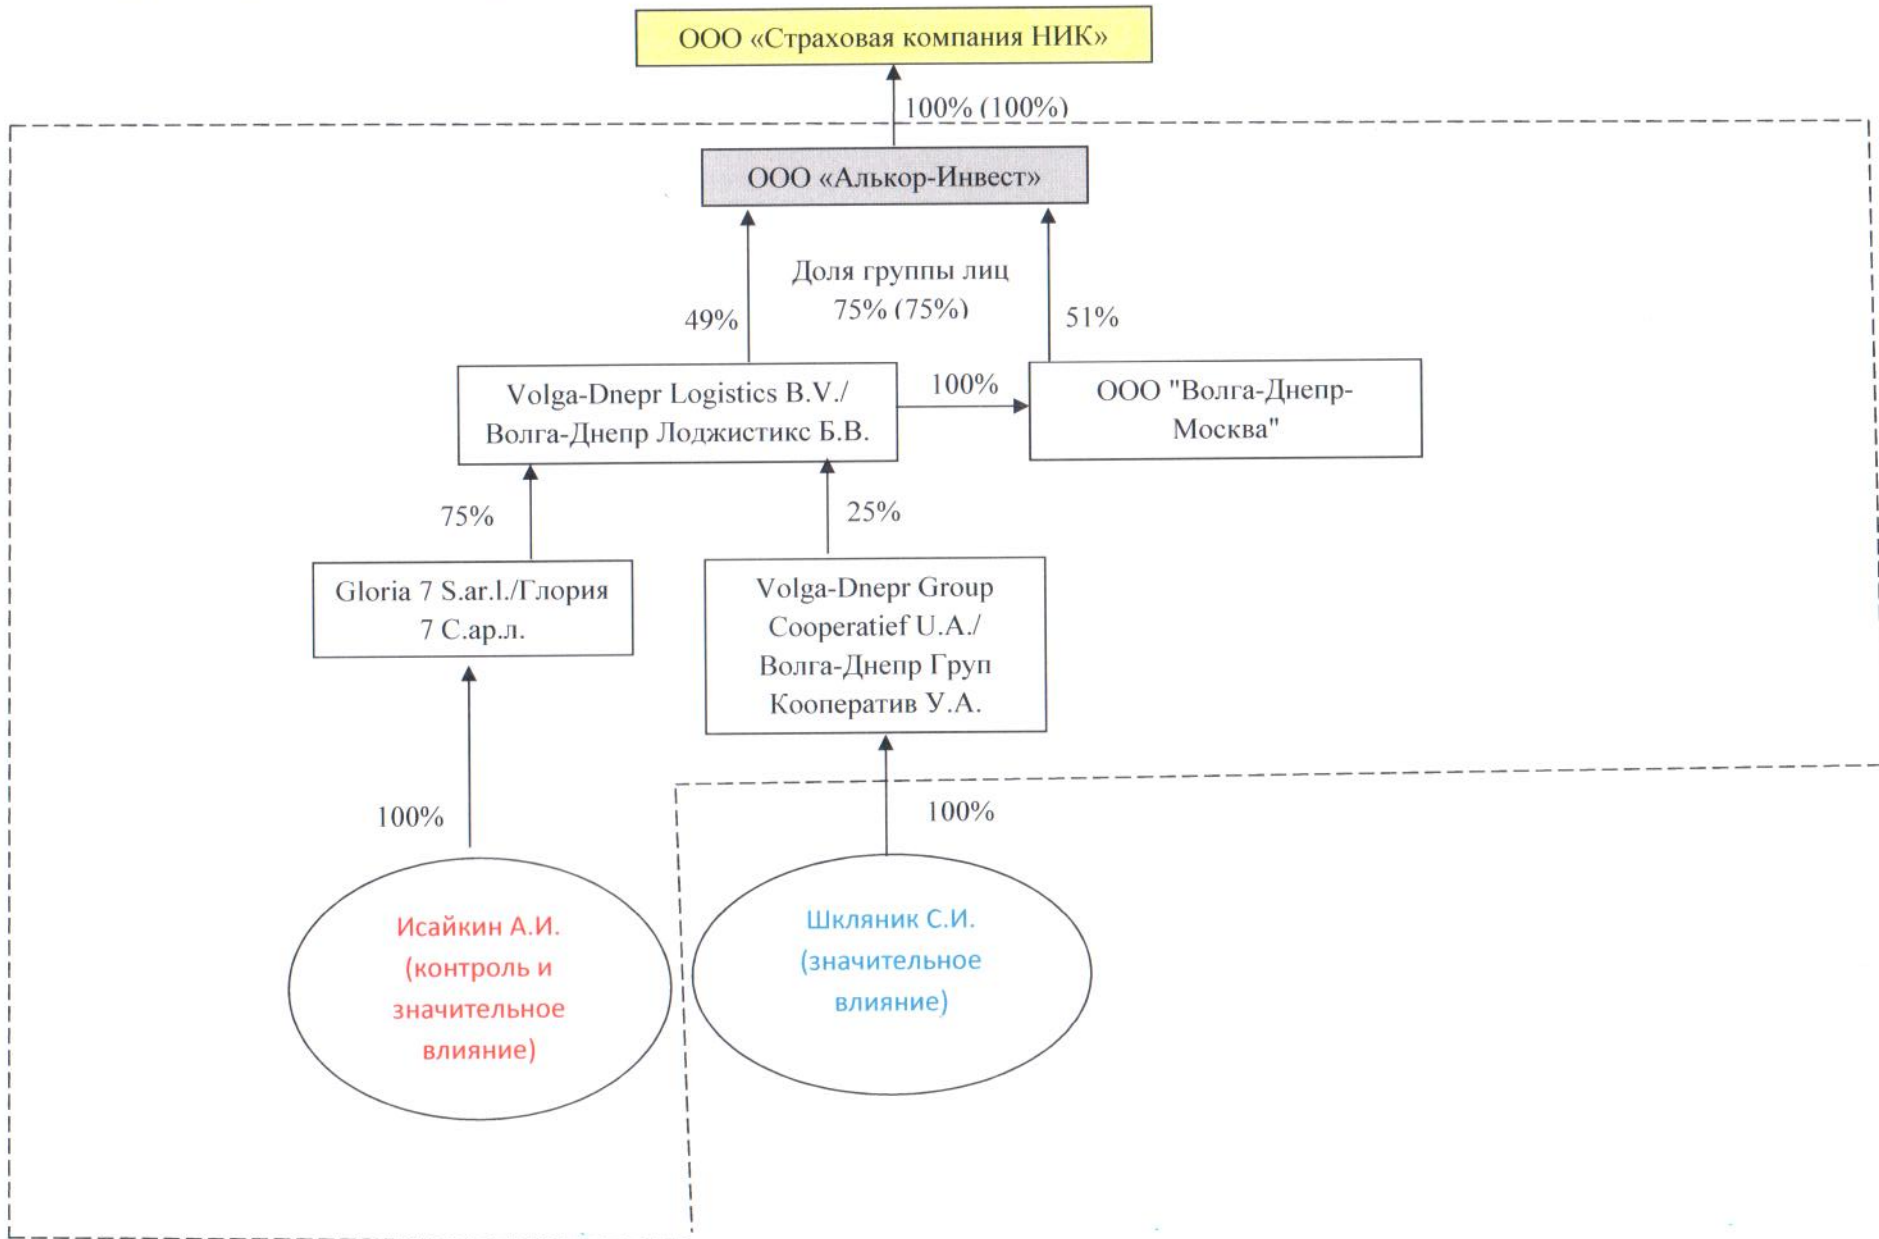 ООО «Страховая компания НИК»
100% (100%)
ООО «Алькор-Инвест»
Доля группы лиц
75% (75%)
49%
51%
Volga-Dnepr Logistics B.V./
Волга-Днепр Лоджистикс Б.В.
100%
ООО "Волга-Днепр-
Москва"
75%
25%
Gloria 7 S.ar.l./Глория
7 С.ар.л.
Volga-Dnepr Group
Cooperatief U.A./
Волга-Днепр Груп
Кооператив У.А.
100%
100%
Исайкин А.И.
(контроль и
значительное
влияние)
Шкляник С.И.
(значительное
влияние)